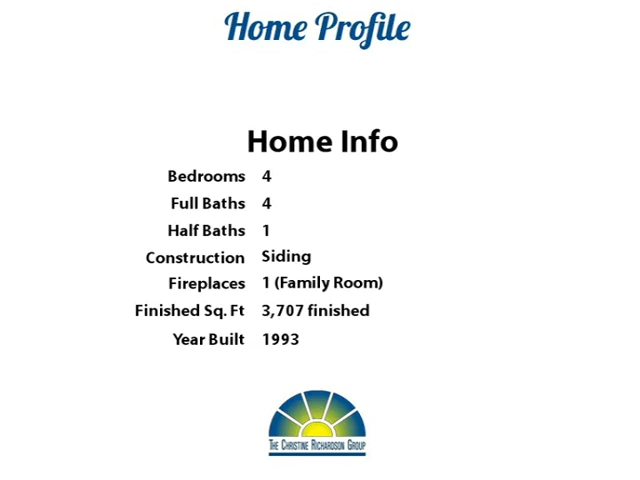 Home Profile
Home Info
Bedrooms 4
Full Baths 4
Half Baths 1
Construction Siding
Fireplaces 1 (Family Room)
Finished Sq. Ft 3,707 finished
Year Built 1993
The Christine Richardson Group